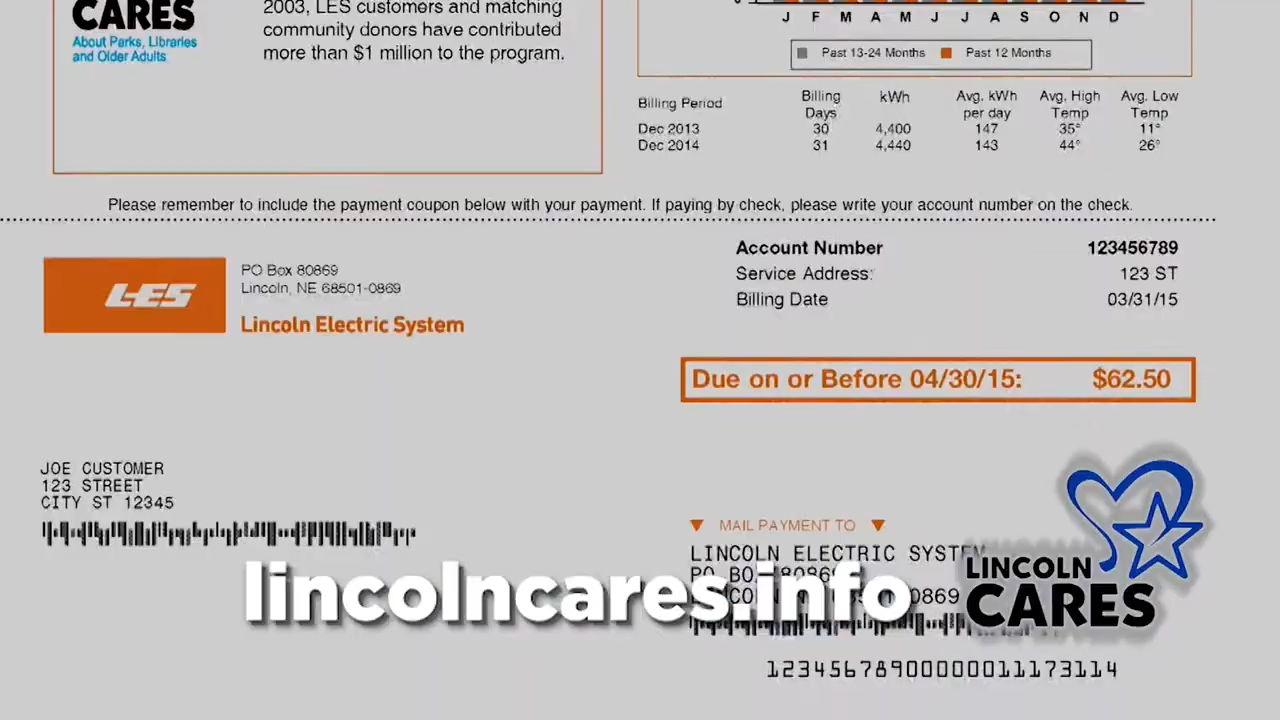 CARES
About Parks, Libraries
and Older Adults
2003, LES customers and matching
community donors have contributed
more than $1 million to the program.
J F M A M J J A S O N D
Past 13-24 Months Past 12 Months
Billing Period Billing Days kWh Avg. kWh per day Avg. High Temp Avg. Low Temp
Dec 2013 30 4,400 147 35° 11°
Dec 2014 31 4,440 143 44° 26°
Please remember to include the payment coupon below with your payment. If paying by check, please write your account number on the check.
LES
PO Box 80869
Lincoln, NE 68501-0869
Lincoln Electric System
Account Number 123456789
Service Address: 123 ST
Billing Date 03/31/15
Due on or Before 04/30/15: $62.50
JOE CUSTOMER
123 STREET
CITY ST 12345
MAIL PAYMENT TO
LINCOLN ELECTRIC SYSTEM
PO BOX 80869
lincolncares.info
LINCOLN
CARES
12345678900000011173114